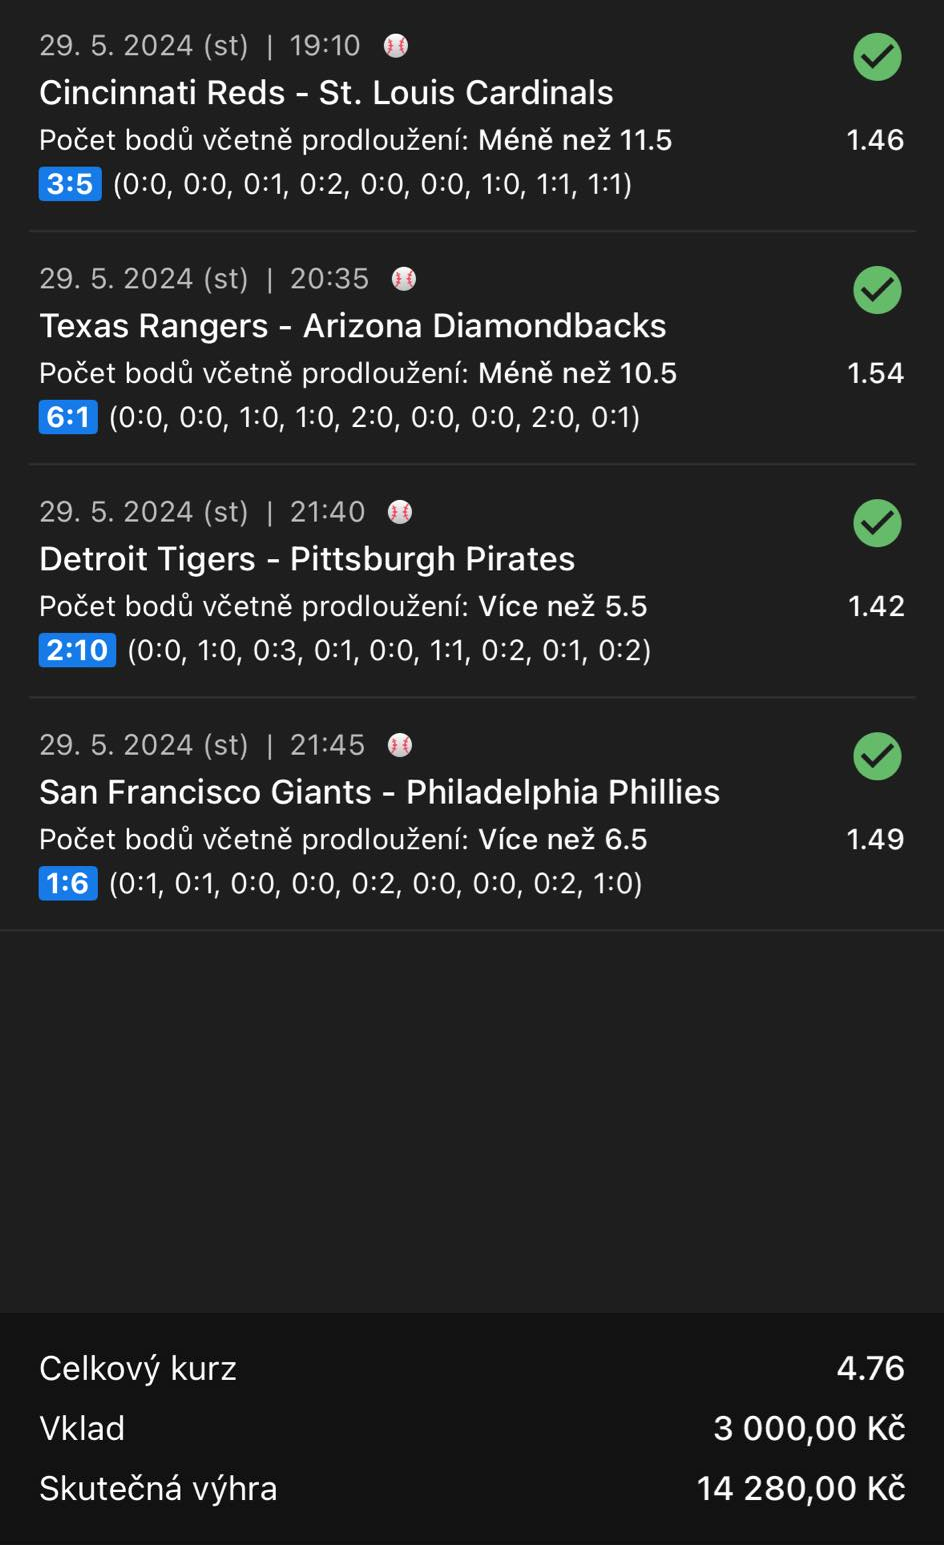 29. 5. 2024 (st) | 19:10
Cincinnati Reds - St. Louis Cardinals
Počet bodů včetně prodloužení: Méně než 11.5 1.46
3:5 (0:0, 0:0, 0:1, 0:2, 0:0, 0:0, 1:0, 1:1, 1:1)
29. 5. 2024 (st) | 20:35
Texas Rangers - Arizona Diamondbacks
Počet bodů včetně prodloužení: Méně než 10.5 1.54
6:1 (0:0, 0:0, 1:0, 1:0, 2:0, 0:0, 0:0, 2:0, 0:1)
29. 5. 2024 (st) | 21:40
Detroit Tigers - Pittsburgh Pirates
Počet bodů včetně prodloužení: Více než 5.5 1.42
2:10 (0:0, 1:0, 0:3, 0:1, 0:0, 1:1, 0:2, 0:1, 0:2)
29. 5. 2024 (st) | 21:45
San Francisco Giants - Philadelphia Phillies
Počet bodů včetně prodloužení: Více než 6.5 1.49
1:6 (0:1, 0:1, 0:0, 0:0, 0:2, 0:0, 0:0, 0:2, 1:0)
Celkový kurz 4.76
Vklad 3 000,00 Kč
Skutečná výhra 14 280,00 Kč